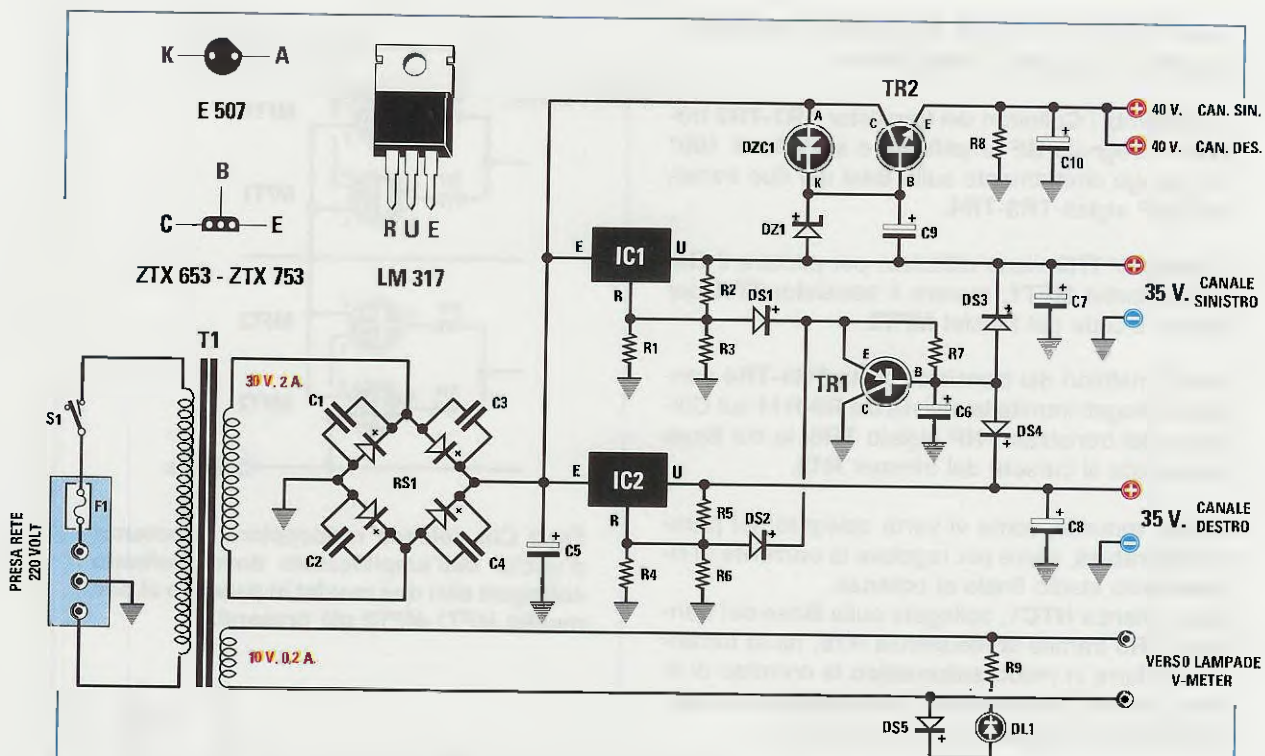 K
A
E 507
B
C
E
ZTX 653 - ZTX 753
R U E
LM 317
TR2
A
C
E
DZC1
K
B
R8
+
C10
+ 40 V. CAN. SIN.
+ 40 V. CAN. DES.
+
DZ1
+
C9
E
IC1
U
R
R2
DS1
+
R1
R3
+
DS3
+
C7
+
35 V. CANALE SINISTRO
−
E
B
C
TR1
R7
+
C6
DS4
+
T1
30 V. 2 A.
S1
F1
PRESA RETE
220 VOLT
C1
C3
RS1
C2
C4
+
C5
E
IC2
U
R
R5
DS2
+
R4
R6
+
C8
+
35 V. CANALE DESTRO
−
10 V. 0,2 A.
R9
VERSO LAMPADE
V-METER
DS5
+
DL1